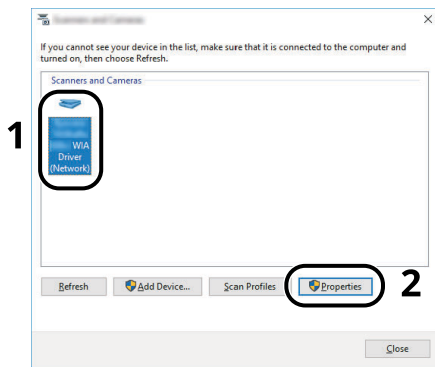 If you cannot see your device in the list, make sure that it is connected to the computer and
turned on, then choose Refresh.
Scanners and Cameras
1
WIA
Driver
(Network)
Refresh
Add Device...
Scan Profiles
Properties
2
Close